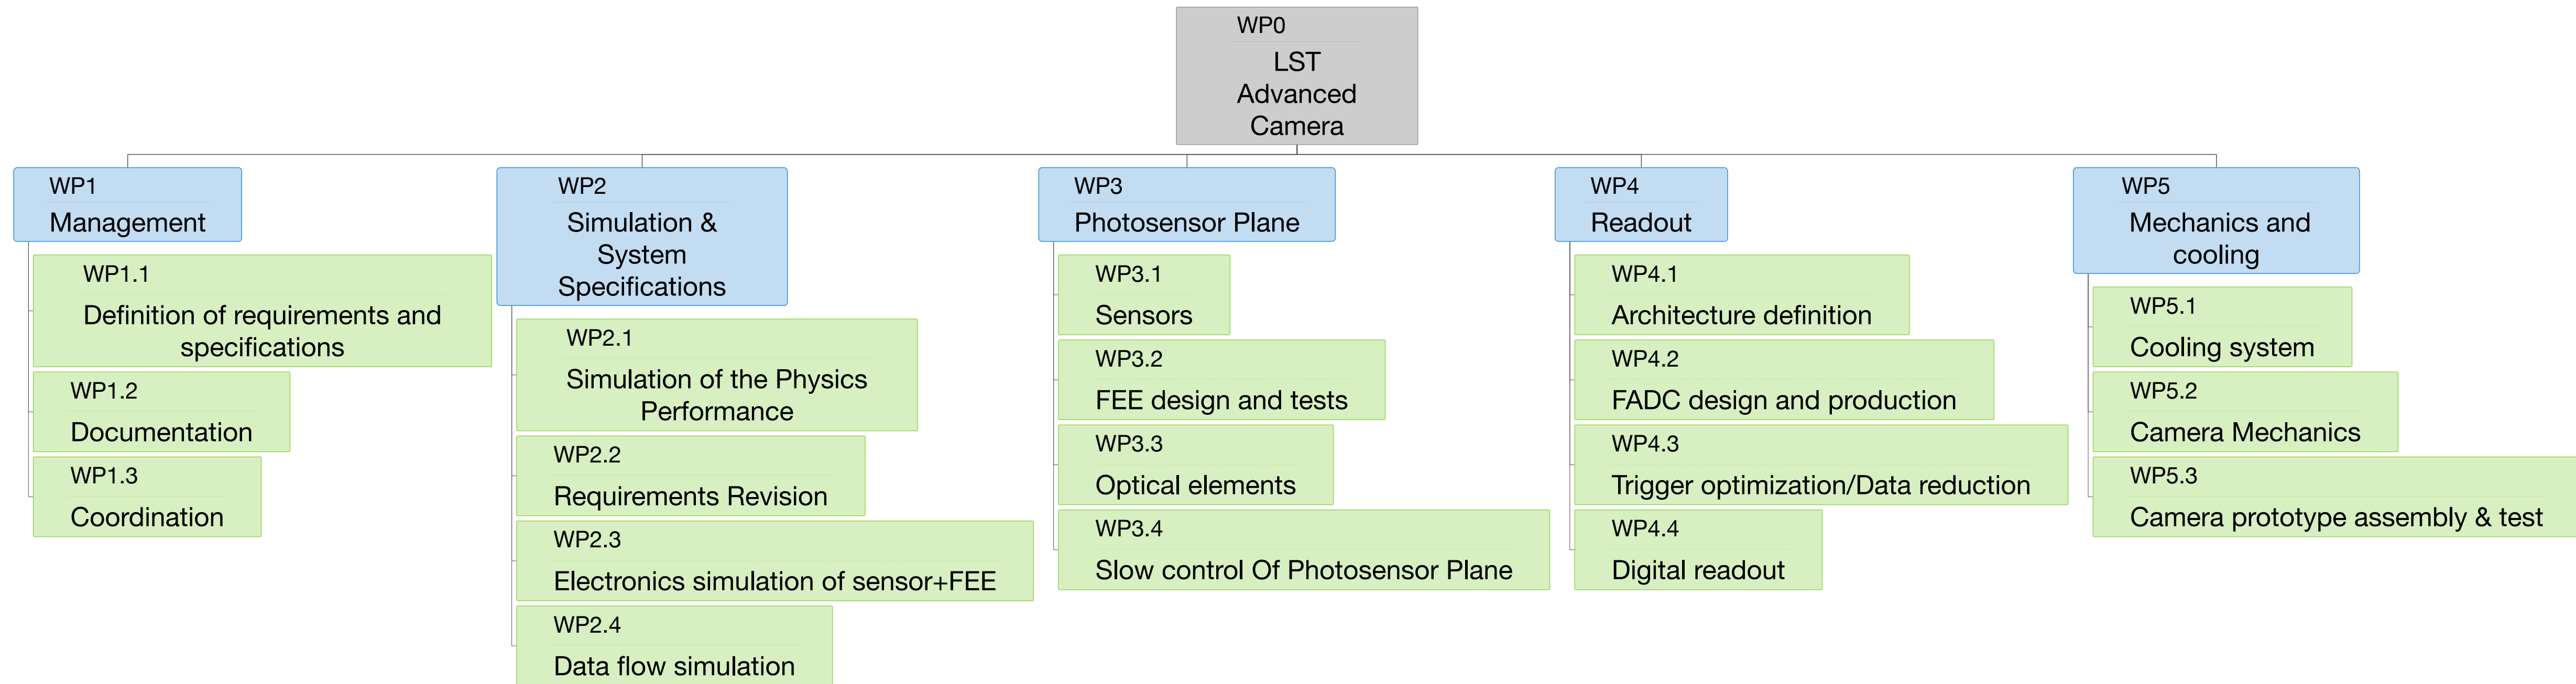 WP0
LST
Advanced
Camera
WP1
Management
WP1.1
Definition of requirements and
specifications
WP1.2
Documentation
WP1.3
Coordination
WP2
Simulation &
System
Specifications
WP2.1
Simulation of the Physics
Performance
WP2.2
Requirements Revision
WP2.3
Electronics simulation of sensor+FEE
WP2.4
Data flow simulation
WP3
Photosensor Plane
WP3.1
Sensors
WP3.2
FEE design and tests
WP3.3
Optical elements
WP3.4
Slow control Of Photosensor Plane
WP4
Readout
WP4.1
Architecture definition
WP4.2
FADC design and production
WP4.3
Trigger optimization/Data reduction
WP4.4
Digital readout
WP5
Mechanics and
cooling
WP5.1
Cooling system
WP5.2
Camera Mechanics
WP5.3
Camera prototype assembly & test